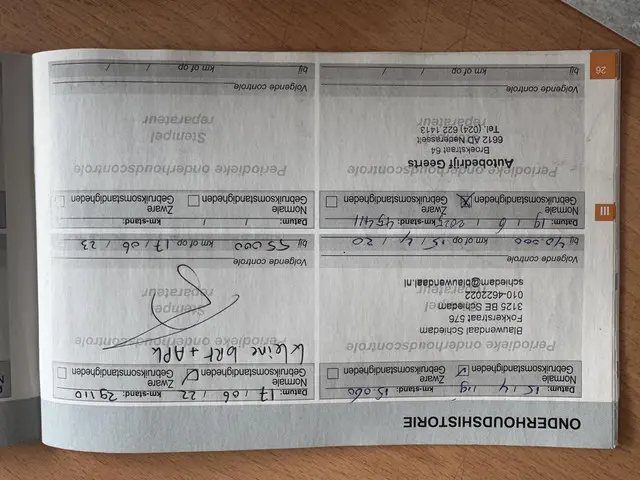 ONDERHOUDSHISTORIE
Datum: 15 / 4 / 19 km-stand: 15.000
Normale Gebruiksomstandigheden ✓ Zware Gebruiksomstandigheden
Periodieke onderhoudscontrole
Blauwendaal Schiedam
Fokkerstraat 576
3125 BE Schiedam
010-4622022
schiedam@blauwendaal.nl
Stempel
reparateur
Volgende controle
bij 40.000 km of op 15 / 4 / 20
Datum: 17 / 06 / 22 km-stand: 29110
Normale Gebruiksomstandigheden ✓ Zware Gebruiksomstandigheden
Kleine brt + APK
Periodieke onderhoudscontrole
Stempel
reparateur
Volgende controle
bij 55.000 km of op 17 / 06 / 23
III
Datum: 19 / 6 / 2025 km-stand: 45411
Normale Gebruiksomstandigheden X Zware Gebruiksomstandigheden
Periodieke onderhoudscontrole
Autobedrijf Geerts
Broekstraat 64
6612 AD Nederasselt
Tel. (024) 622 1413
reparateur
Volgende controle
bij km of op / /
Datum: / / km-stand:
Normale Gebruiksomstandigheden Zware Gebruiksomstandigheden
Periodieke onderhoudscontrole
Stempel
reparateur
Volgende controle
bij km of op / /
26